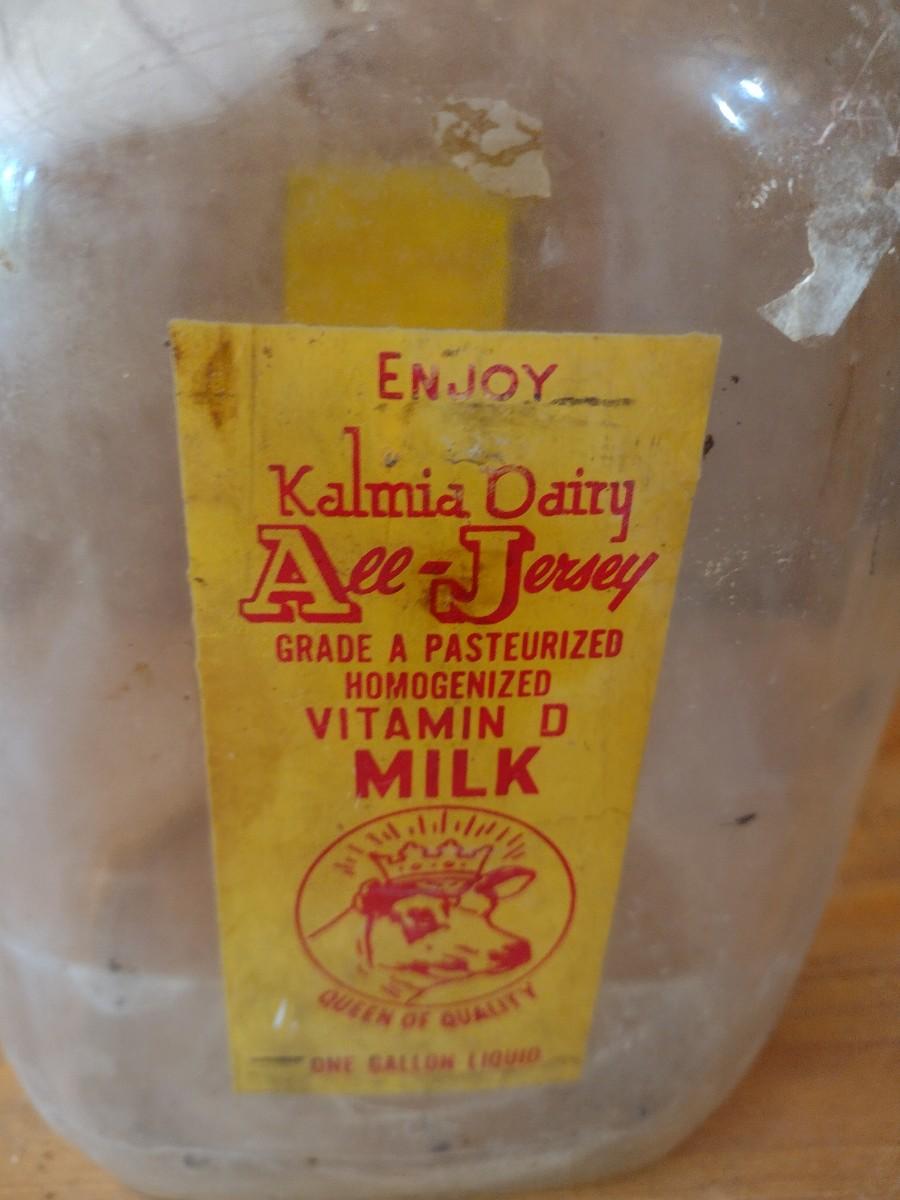 ENJOY
Kalmia Dairy
All-Jersey
GRADE A PASTEURIZED
HOMOGENIZED
VITAMIN D
MILK
QUEEN OF QUALITY
ONE GALLON LIQUID